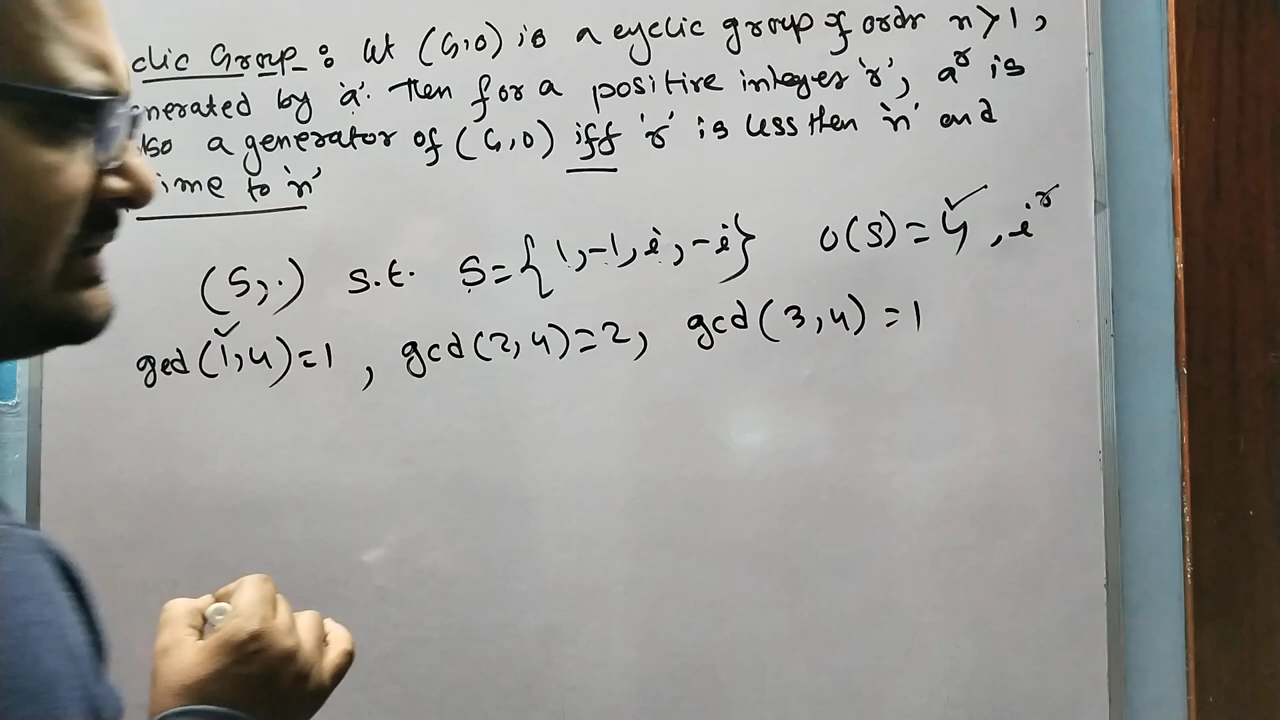 clic Group : Let (G,o) is a cyclic group of ordr n>1,
nerated by 'a'. Then for a positive integer 'r', a^r is
lso a generator of (G,o) iff 'r' is less then 'n' and
ime to 'n'
(S,.) s.t. S={1,-1,i,-i} O(S)=4✓, i^r
gcd(1✓,4)=1, gcd(2,4)=2, gcd(3,4)=1